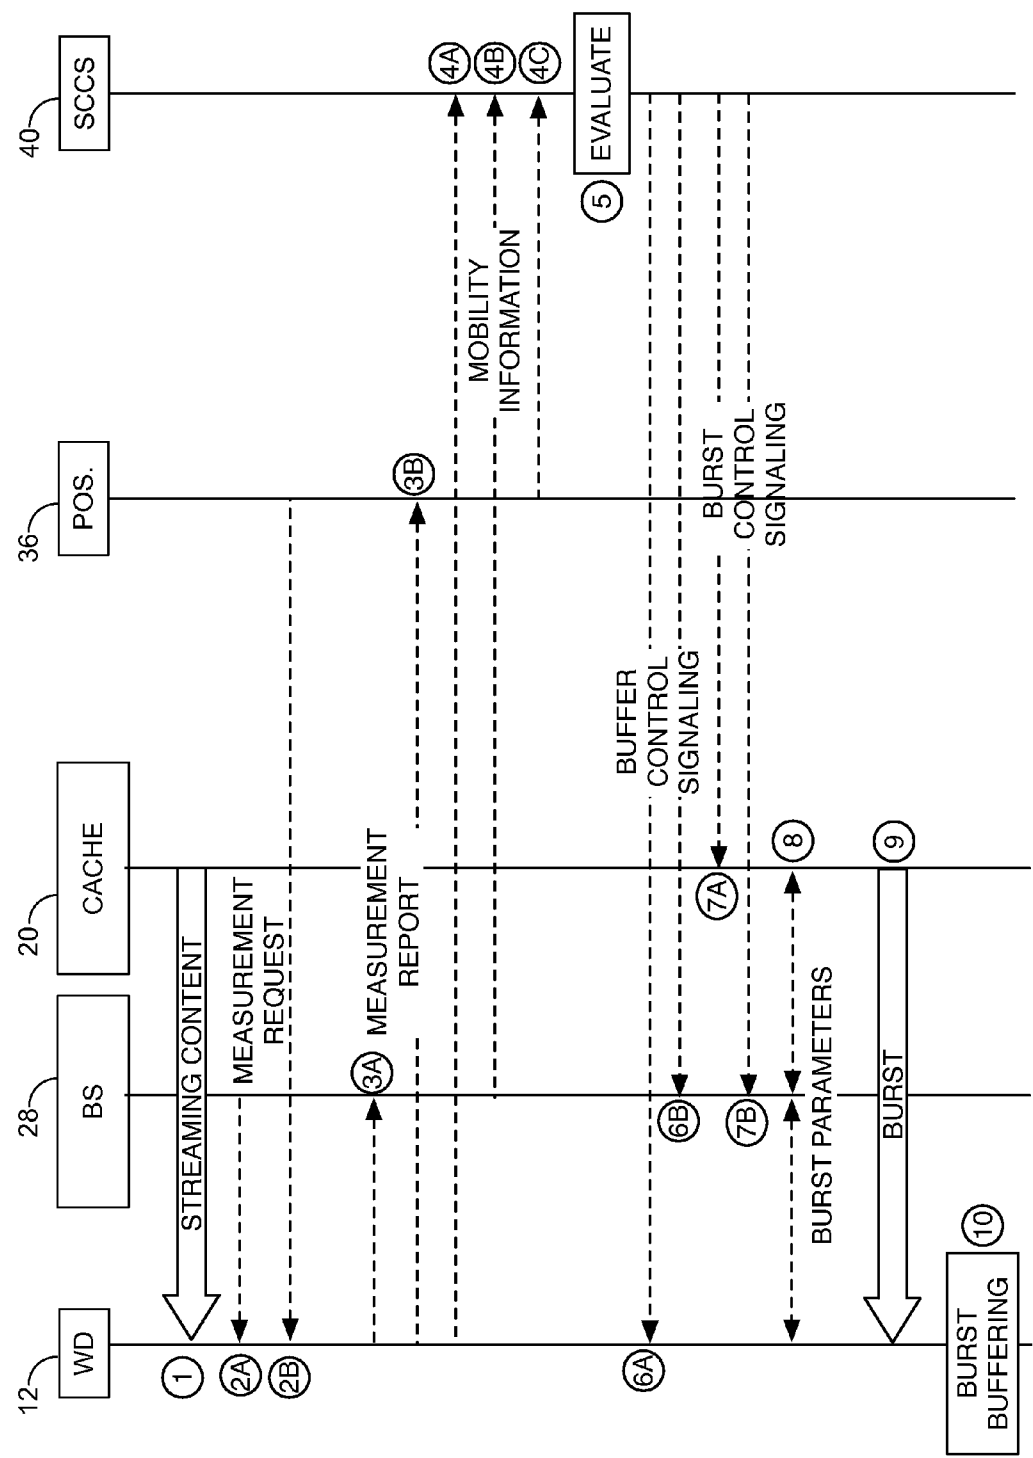 12
WD
28
BS
20
CACHE
36
POS.
40
SCCS
1
STREAMING CONTENT
2A
MEASUREMENT
REQUEST
2B
3A
MEASUREMENT
REPORT
3B
4A
MOBILITY
INFORMATION
4B
4C
EVALUATE
5
6A
BUFFER
CONTROL
SIGNALING
6B
7A
BURST
CONTROL
SIGNALING
7B
8
BURST PARAMETERS
9
BURST
BURST
BUFFERING
10